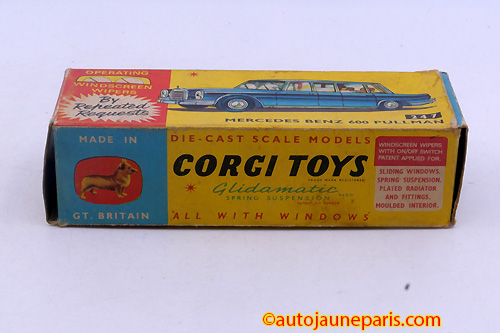 OPERATING
WINDSCREEN
WIPERS
By
Repeated
Requests
MERCEDES BENZ 600 PULLMAN
247
MADE IN
GT. BRITAIN
DIE-CAST SCALE MODELS
CORGI TOYS
Glidamatic
SPRING SUSPENSION
ALL WITH WINDOWS
WINDSCREEN WIPERS
WITH ON/OFF SWITCH
PATENT APPLIED FOR.
SLIDING WINDOWS.
SPRING SUSPENSION.
PLATED RADIATOR
AND FITTINGS.
MOULDED INTERIOR.
©autojauneparis.com